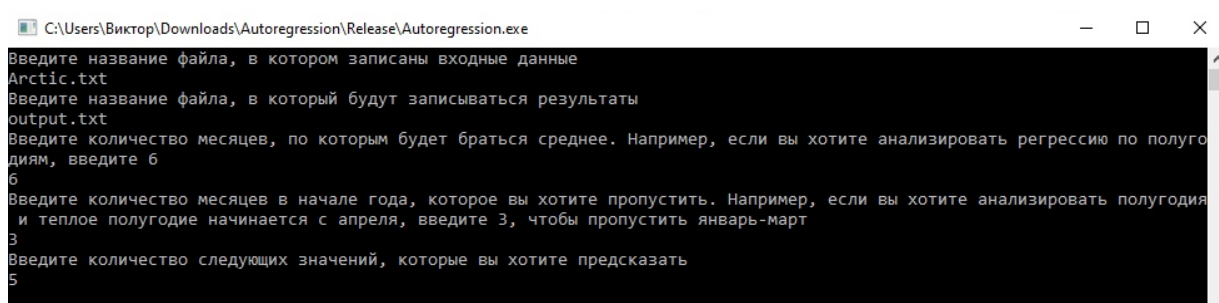 C:\Users\Виктор\Downloads\Autoregression\Release\Autoregression.exe
Введите название файла, в котором записаны входные данные
Arctic.txt
Введите название файла, в который будут записываться результаты
output.txt
Введите количество месяцев, по которым будет браться среднее. Например, если вы хотите анализировать регрессию по полуго
диям, введите 6
6
Введите количество месяцев в начале года, которое вы хотите пропустить. Например, если вы хотите анализировать полугодия
 и теплое полугодие начинается с апреля, введите 3, чтобы пропустить январь-март
3
Введите количество следующих значений, которые вы хотите предсказать
5